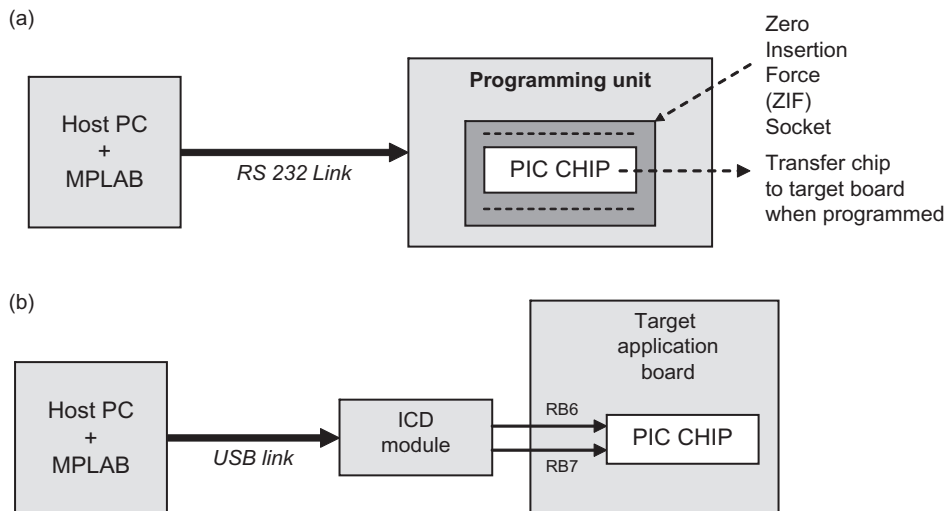 (a)
Host PC
+
MPLAB
RS 232 Link
Programming unit
PIC CHIP
Zero
Insertion
Force
(ZIF)
Socket
Transfer chip
to target board
when programmed
(b)
Host PC
+
MPLAB
USB link
ICD
module
RB6
RB7
Target
application
board
PIC CHIP